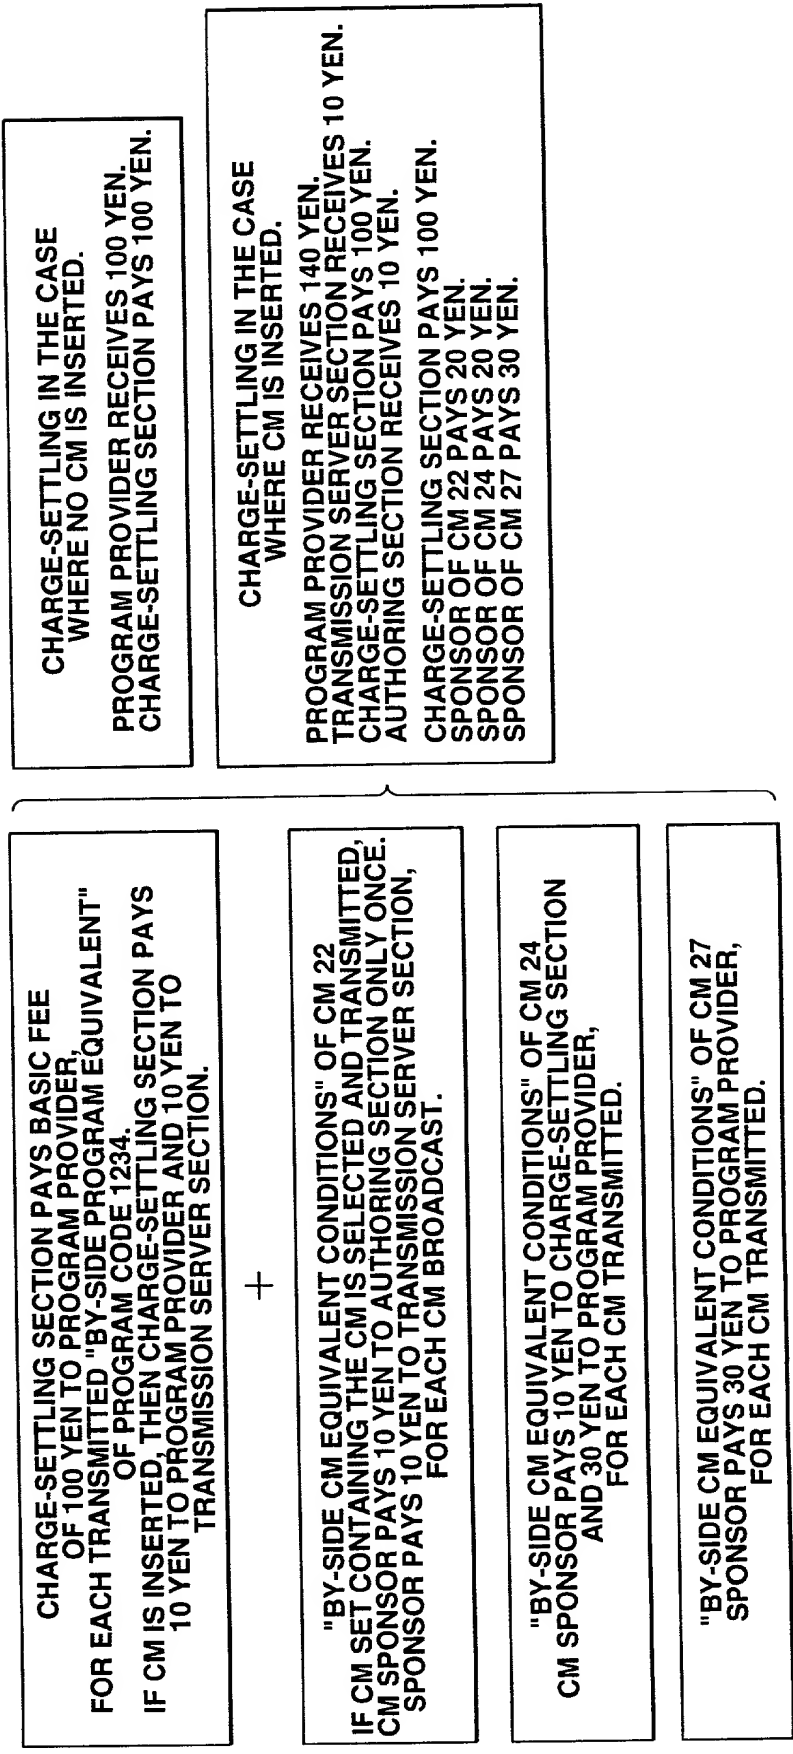 CHARGE-SETTLING SECTION PAYS BASIC FEE
OF 100 YEN TO PROGRAM PROVIDER,
FOR EACH TRANSMITTED "BY-SIDE PROGRAM EQUIVALENT"
OF PROGRAM CODE 1234.
IF CM IS INSERTED, THEN CHARGE-SETTLING SECTION PAYS
10 YEN TO PROGRAM PROVIDER AND 10 YEN TO
TRANSMISSION SERVER SECTION.
+
"BY-SIDE CM EQUIVALENT CONDITIONS" OF CM 22
IF CM SET CONTAINING THE CM IS SELECTED AND TRANSMITTED,
CM SPONSOR PAYS 10 YEN TO AUTHORING SECTION ONLY ONCE.
SPONSOR PAYS 10 YEN TO TRANSMISSION SERVER SECTION,
FOR EACH CM BROADCAST.
"BY-SIDE CM EQUIVALENT CONDITIONS" OF CM 24
CM SPONSOR PAYS 10 YEN TO CHARGE-SETTLING SECTION
AND 30 YEN TO PROGRAM PROVIDER,
FOR EACH CM TRANSMITTED.
"BY-SIDE CM EQUIVALENT CONDITIONS" OF CM 27
SPONSOR PAYS 30 YEN TO PROGRAM PROVIDER,
FOR EACH CM TRANSMITTED.
CHARGE-SETTLING IN THE CASE
WHERE NO CM IS INSERTED.
PROGRAM PROVIDER RECEIVES 100 YEN.
CHARGE-SETTLING SECTION PAYS 100 YEN.
CHARGE-SETTLING IN THE CASE
WHERE CM IS INSERTED.
PROGRAM PROVIDER RECEIVES 140 YEN.
TRANSMISSION SERVER SECTION RECEIVES 10 YEN.
CHARGE-SETTLING SECTION PAYS 100 YEN.
AUTHORING SECTION RECEIVES 10 YEN.
CHARGE-SETTLING SECTION PAYS 100 YEN.
SPONSOR OF CM 22 PAYS 20 YEN.
SPONSOR OF CM 24 PAYS 20 YEN.
SPONSOR OF CM 27 PAYS 30 YEN.